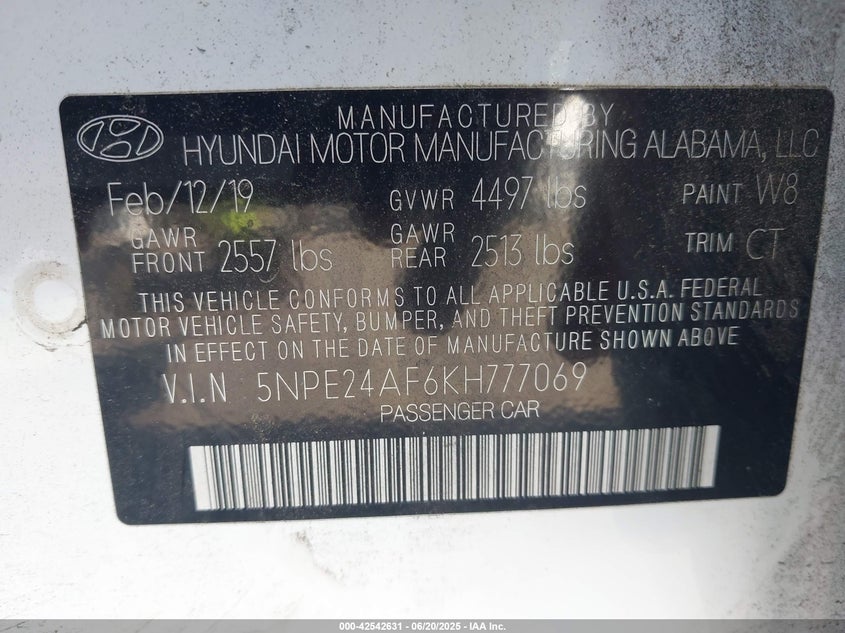 MANUFACTURED BY
HYUNDAI MOTOR MANUFACTURING ALABAMA, LLC
Feb/12/19 GVWR 4497 lbs PAINT W8
GAWR FRONT 2557 lbs GAWR REAR 2513 lbs TRIM CT
THIS VEHICLE CONFORMS TO ALL APPLICABLE U.S.A. FEDERAL
MOTOR VEHICLE SAFETY, BUMPER, AND THEFT PREVENTION STANDARDS
IN EFFECT ON THE DATE OF MANUFACTURE SHOWN ABOVE
V.I.N 5NPE24AF6KH777069
PASSENGER CAR
000-42542631 - 06/20/2025 - IAA Inc.